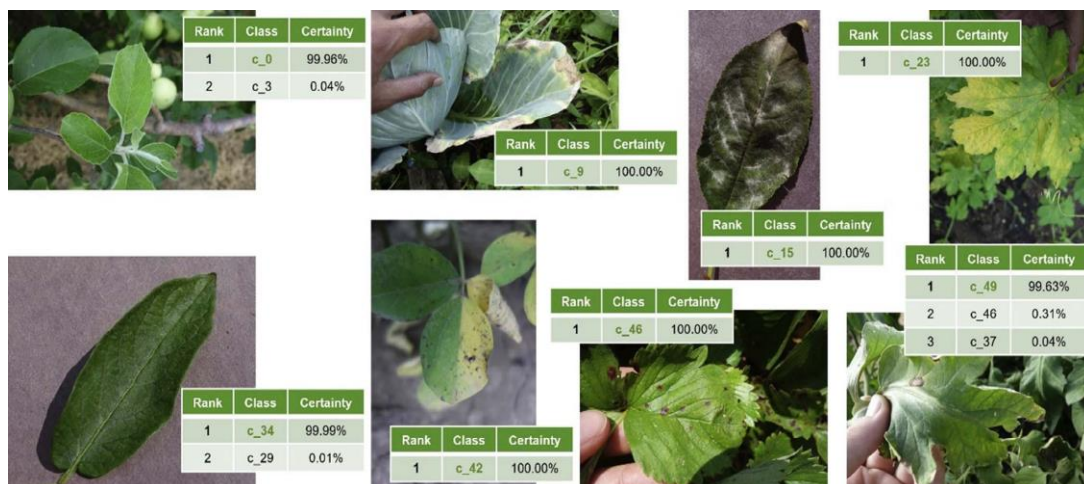 Rank Class Certainty
1 c_0 99.96%
2 c_3 0.04%
Rank Class Certainty
1 c_9 100.00%
Rank Class Certainty
1 c_15 100.00%
Rank Class Certainty
1 c_23 100.00%
Rank Class Certainty
1 c_34 99.99%
2 c_29 0.01%
Rank Class Certainty
1 c_42 100.00%
Rank Class Certainty
1 c_46 100.00%
Rank Class Certainty
1 c_49 99.63%
2 c_46 0.31%
3 c_37 0.04%